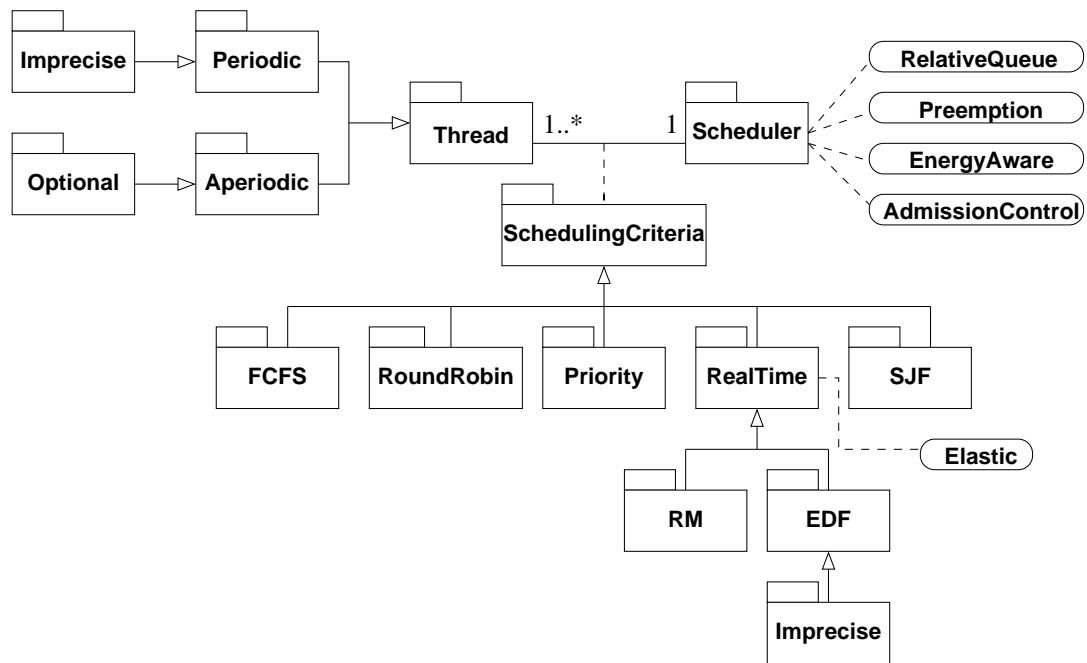 Imprecise
Periodic
RelativeQueue
Thread
1..*
1
Scheduler
Preemption
Optional
Aperiodic
EnergyAware
AdmissionControl
SchedulingCriteria
FCFS
RoundRobin
Priority
RealTime
SJF
Elastic
RM
EDF
Imprecise